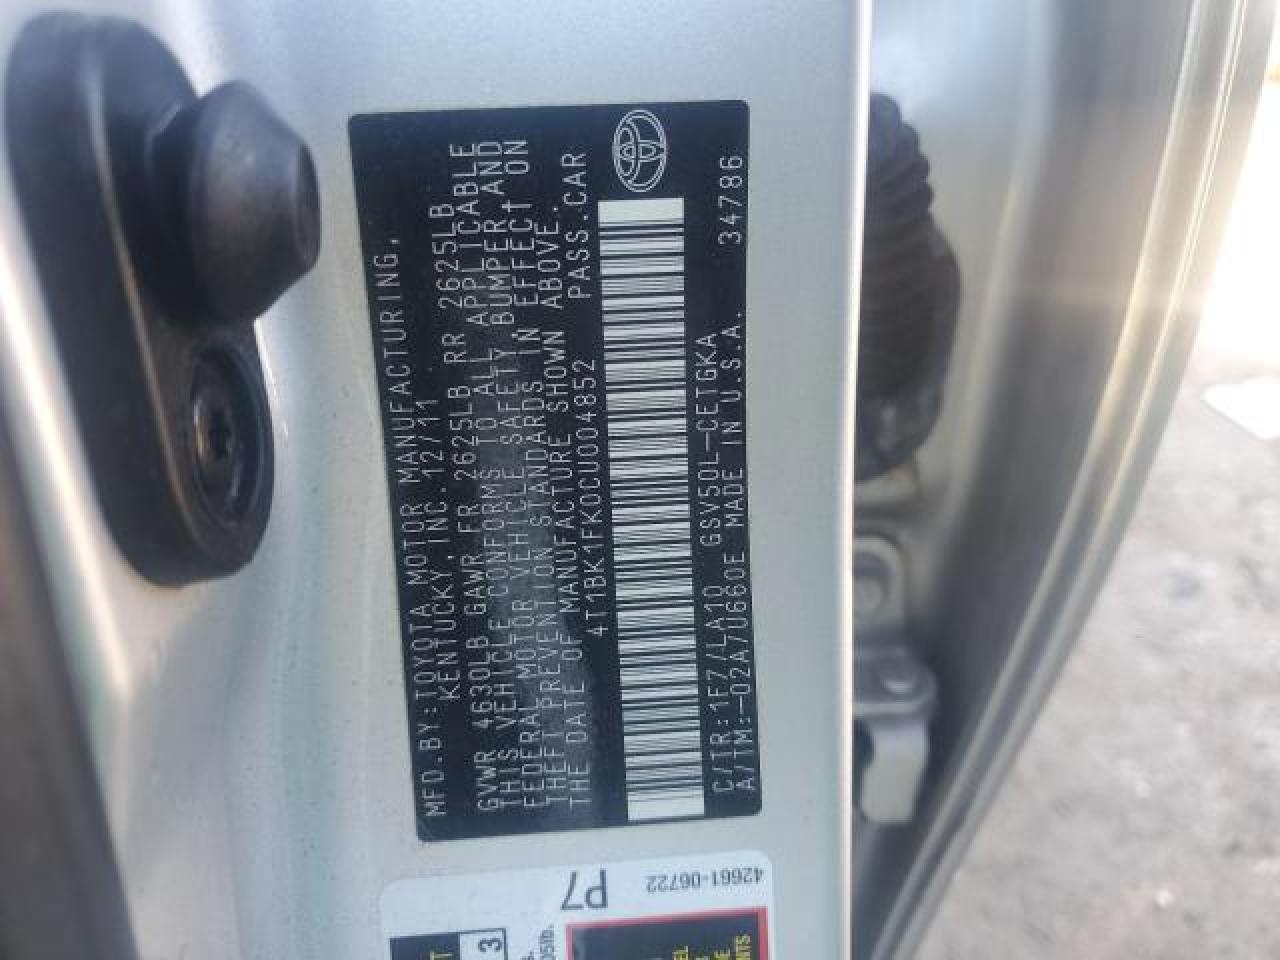 MFD.BY:TOYOTA MOTOR MANUFACTURING,
KENTUCKY,INC.12/11
GVWR 4630LB GAWR FR 2625LB RR 2625LB
THIS VEHICLE CONFORMS TO ALL APPLICABLE
FEDERAL MOTOR VEHICLE SAFETY,BUMPER,AND
THEFT PREVENTION STANDARDS IN EFFECT ON
THE DATE OF MANUFACTURE SHOWN ABOVE.
4T1BK1FK0CU004852 PASS.CAR
C/TR:1F7/LA10 GSV50L-CETGKA
A/TM:-02A/U660E MADE IN U.S.A. 34786
42661-06722
P7
3